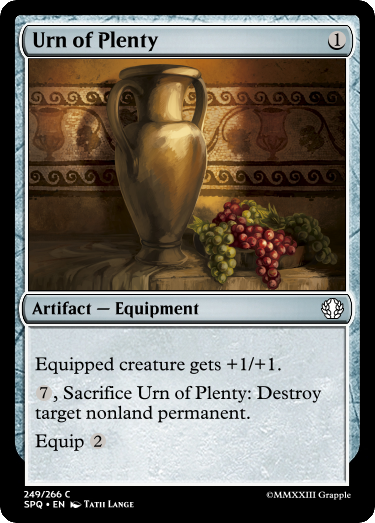 Urn of Plenty 1
Artifact — Equipment
Equipped creature gets +1/+1.
7, Sacrifice Urn of Plenty: Destroy
target nonland permanent.
Equip 2
249/266 C
SPQ • EN Tatii Lange
©MMXXIII Grapple